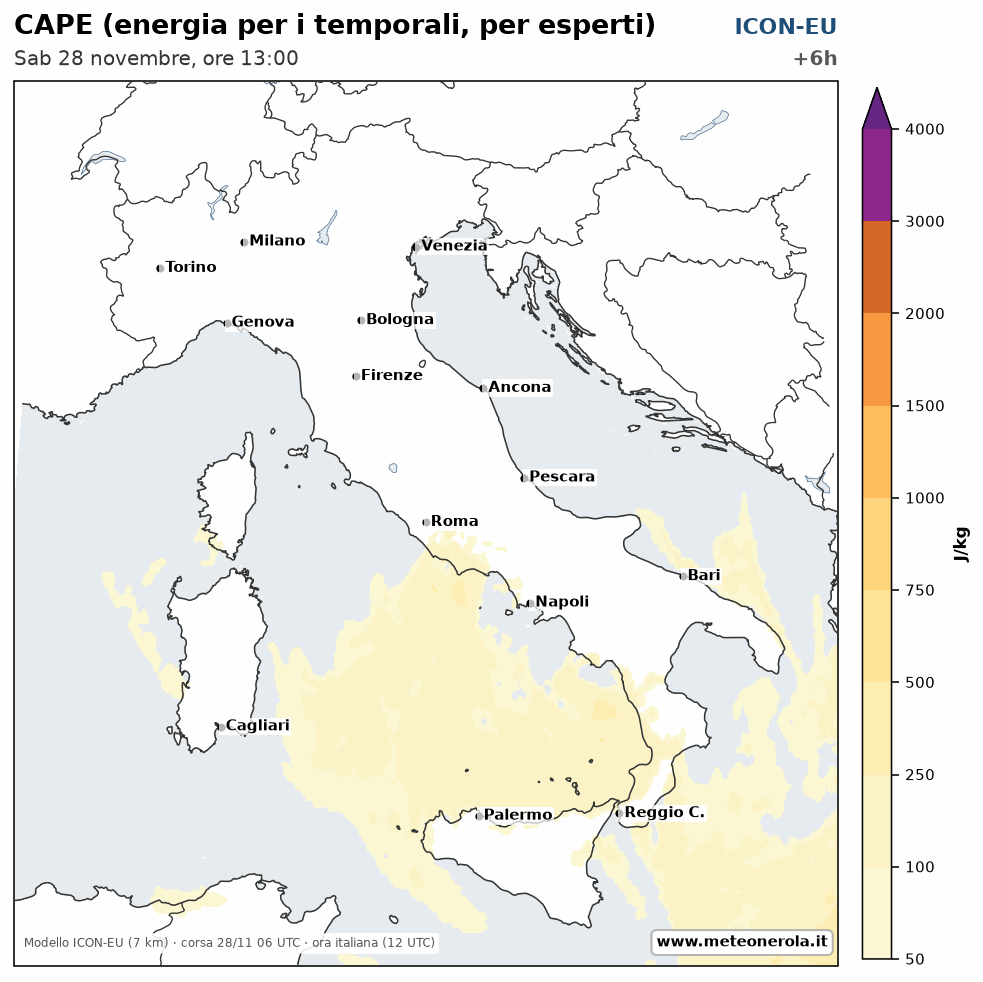 CAPE (energia per i temporali, per esperti)
ICON-EU
Sab 28 novembre, ore 13:00
+6h
4000
3000
2000
1500
1000
750
500
250
100
50
J/kg
Milano
Venezia
Torino
Genova
Bologna
Firenze
Ancona
Pescara
Roma
Bari
Napoli
Cagliari
Palermo
Reggio C.
Modello ICON-EU (7 km) · corsa 28/11 06 UTC · ora italiana (12 UTC)
www.meteonerola.it